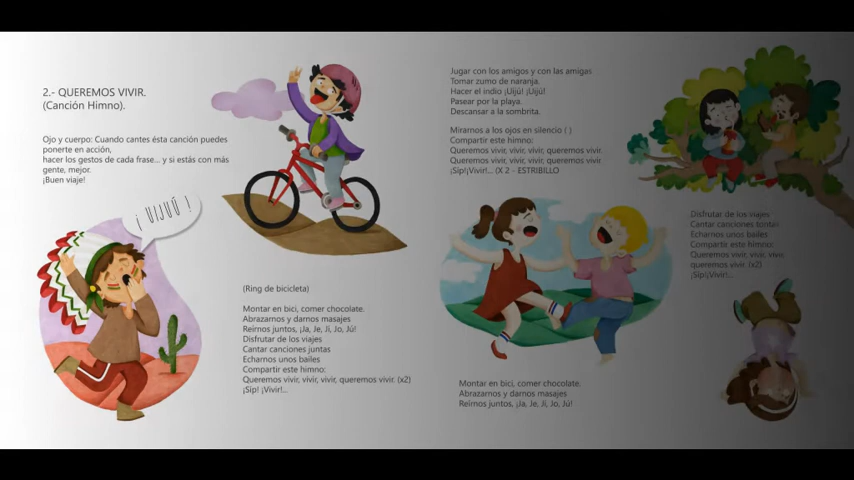 2.- QUEREMOS VIVIR.
(Canción Himno).
Ojo y cuerpo: Cuando cantes ésta canción puedes
ponerte en acción,
hacer los gestos de cada frase... y si estás con más
gente, mejor.
¡Buen viaje!
¡ UIJUÚ !
(Ring de bicicleta)
Montar en bici, comer chocolate.
Abrazarnos y darnos masajes
Reírnos juntos, ¡Ja, Je, Jí, Jo, Jú!
Disfrutar de los viajes
Cantar canciones juntas
Echarnos unos bailes
Compartir este himno:
Queremos vivir, vivir, vivir, queremos vivir. (x2)
¡Síp! ¡Vivir!...
Jugar con los amigos y con las amigas
Tomar zumo de naranja.
Hacer el indio ¡Uijú! ¡Uijú!
Pasear por la playa.
Descansar a la sombrita.
Mirarnos a los ojos en silencio ( )
Compartir este himno:
Queremos vivir, vivir, vivir, queremos vivir.
Queremos vivir, vivir, vivir, queremos vivir.
¡Síp!¡Vivir!... (X 2 - ESTRIBILLO
Montar en bici, comer chocolate.
Abrazarnos y darnos masajes
Reírnos juntos, ¡Ja, Je, Jí, Jo, Jú!
Disfrutar de los viajes
Cantar canciones tontas
Echarnos unos bailes
Compartir este himno:
Queremos vivir, vivir, vivir,
queremos vivir. (x2)
¡Síp!¡Vivir!...